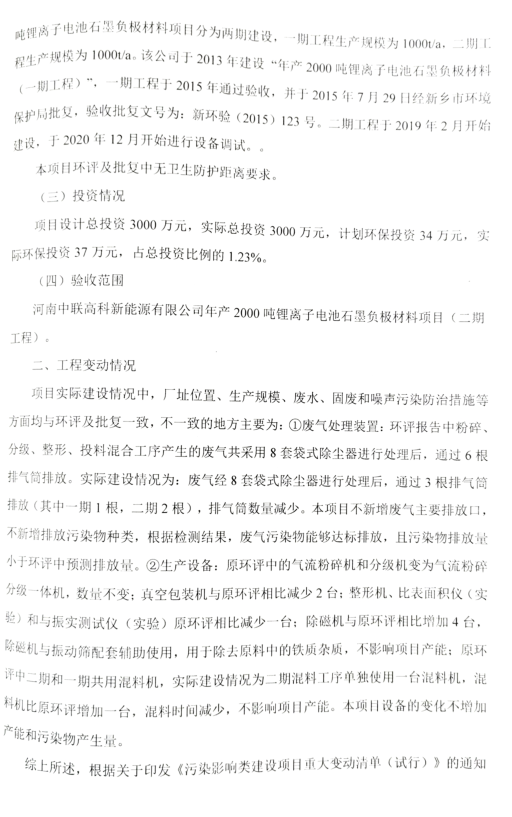 吨锂离子电池石墨负极材料项目分为两期建设，一期工程生产规模为1000t/a，二期工
程生产规模为1000t/a。该公司于2013年建设“年产2000吨锂离子电池石墨负极材料
（一期工程）”，一期工程于2015年通过验收，并于2015年7月29日经新乡市环境
保护局批复，验收批复文号为：新环验（2015）123号。二期工程于2019年2月开始
建设，于2020年12月开始进行设备调试。。
本项目环评及批复中无卫生防护距离要求。
（三）投资情况
项目设计总投资3000万元，实际总投资3000万元，计划环保投资34万元，实
际环保投资37万元，占总投资比例的1.23%。
（四）验收范围
河南中联高科新能源有限公司年产2000吨锂离子电池石墨负极材料项目（二期
工程）。
二、工程变动情况
项目实际建设情况中，厂址位置、生产规模、废水、固废和噪声污染防治措施等
方面均与环评及批复一致，不一致的地方主要为：①废气处理装置：环评报告中粉碎、
分级、整形、投料混合工序产生的废气共采用8套袋式除尘器进行处理后，通过6根
排气筒排放。实际建设情况为：废气经8套袋式除尘器进行处理后，通过3根排气筒
排放（其中一期1根，二期2根），排气筒数量减少。本项目不新增废气主要排放口，
不新增排放污染物种类，根据检测结果，废气污染物能够达标排放，且污染物排放量
小于环评中预测排放量。②生产设备：原环评中的气流粉碎机和分级机变为气流粉碎
分级一体机，数量不变；真空包装机与原环评相比减少2台；整形机、比表面积仪（实
验）和与振实测试仪（实验）原环评相比减少一台；除磁机与原环评相比增加4台，
除磁机与振动筛配套辅助使用，用于除去原料中的铁质杂质，不影响项目产能；原环
评中二期和一期共用混料机，实际建设情况为二期混料工序单独使用一台混料机，混
料机比原环评增加一台，混料时间减少，不影响项目产能。本项目设备的变化不增加
产能和污染物产生量。
综上所述，根据关于印发《污染影响类建设项目重大变动清单（试行）》的通知